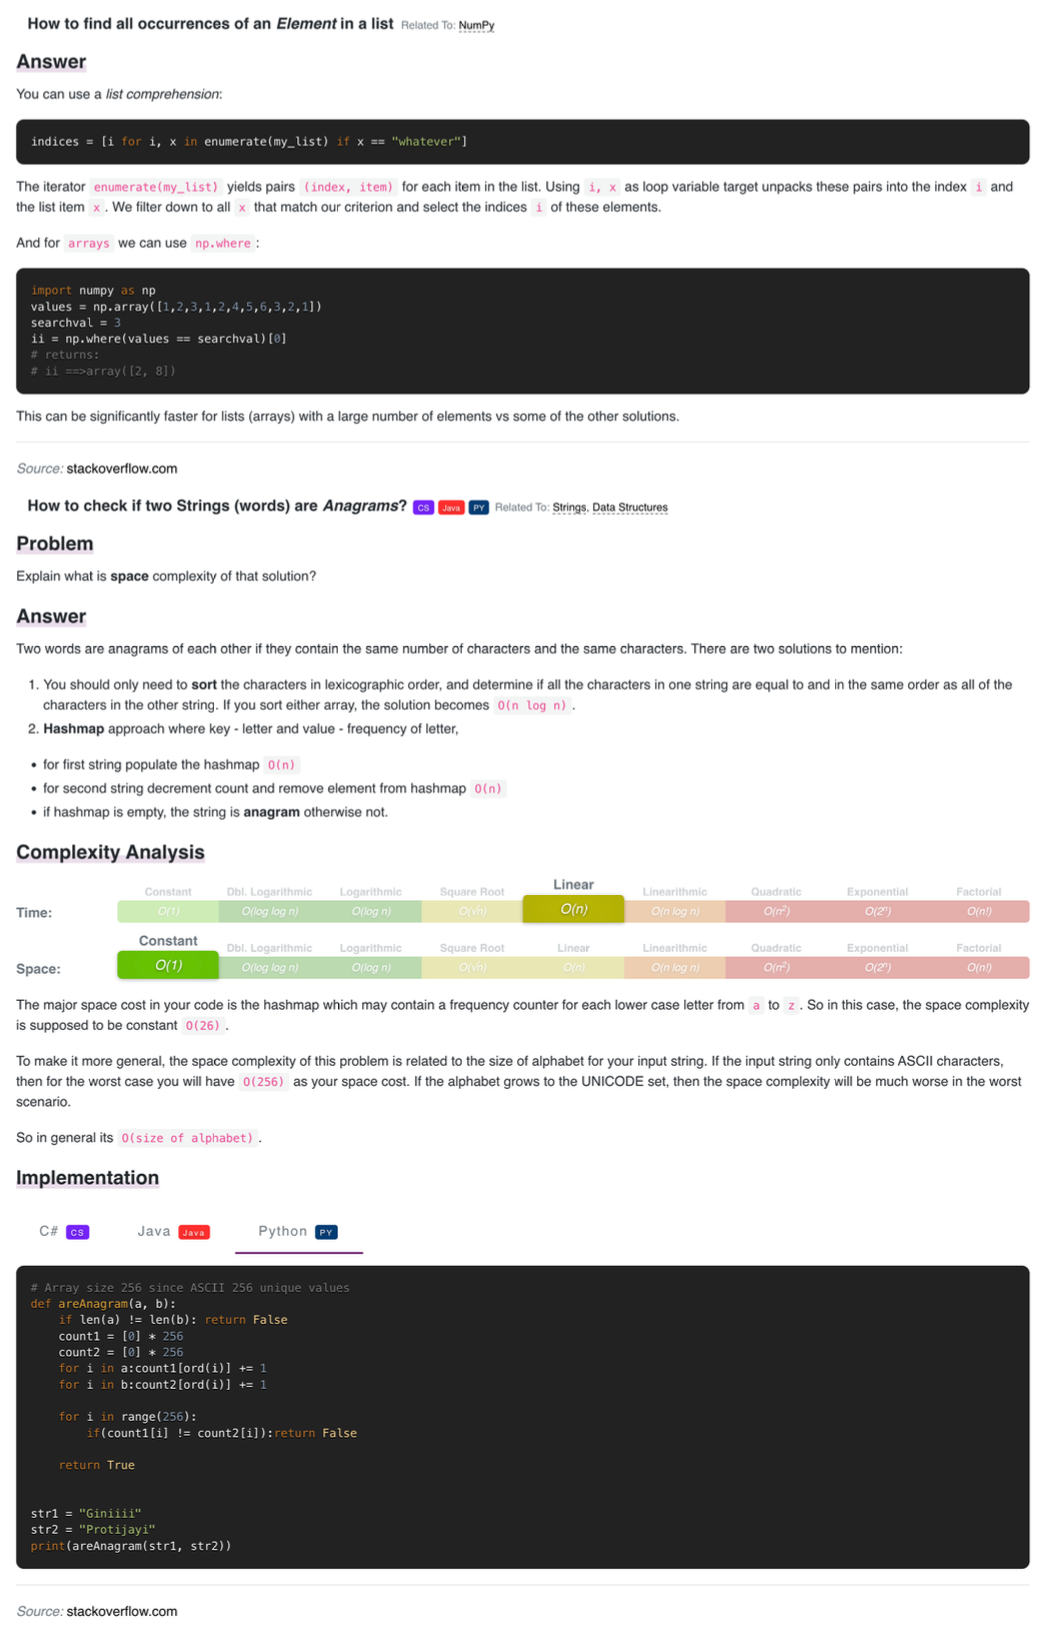 How to find all occurrences of an Element in a list Related To: NumPy
Answer
You can use a list comprehension:
indices = [i for i, x in enumerate(my_list) if x == "whatever"]
The iterator enumerate(my_list) yields pairs (index, item) for each item in the list. Using i, x as loop variable target unpacks these pairs into the index i and
the list item x . We filter down to all x that match our criterion and select the indices i of these elements.
And for arrays we can use np.where :
import numpy as np
values = np.array([1,2,3,1,2,4,5,6,3,2,1])
searchval = 3
ii = np.where(values == searchval)[0]
# returns:
# ii ==>array([2, 8])
This can be significantly faster for lists (arrays) with a large number of elements vs some of the other solutions.
Source: stackoverflow.com
How to check if two Strings (words) are Anagrams? CS Java PY Related To: Strings, Data Structures
Problem
Explain what is space complexity of that solution?
Answer
Two words are anagrams of each other if they contain the same number of characters and the same characters. There are two solutions to mention:
1. You should only need to sort the characters in lexicographic order, and determine if all the characters in one string are equal to and in the same order as all of the
characters in the other string. If you sort either array, the solution becomes O(n log n) .
2. Hashmap approach where key - letter and value - frequency of letter,
• for first string populate the hashmap O(n)
• for second string decrement count and remove element from hashmap O(n)
• if hashmap is empty, the string is anagram otherwise not.
Complexity Analysis
Constant Dbl. Logarithmic Logarithmic Square Root Linear Linearithmic Quadratic Exponential Factorial
Time: O(1) O(log log n) O(log n) O(√n) O(n) O(n log n) O(n²) O(2ⁿ) O(n!)
Constant Dbl. Logarithmic Logarithmic Square Root Linear Linearithmic Quadratic Exponential Factorial
Space: O(1) O(log log n) O(log n) O(√n) O(n) O(n log n) O(n²) O(2ⁿ) O(n!)
The major space cost in your code is the hashmap which may contain a frequency counter for each lower case letter from a to z . So in this case, the space complexity
is supposed to be constant O(26) .
To make it more general, the space complexity of this problem is related to the size of alphabet for your input string. If the input string only contains ASCII characters,
then for the worst case you will have O(256) as your space cost. If the alphabet grows to the UNICODE set, then the space complexity will be much worse in the worst
scenario.
So in general its O(size of alphabet) .
Implementation
C# CS Java Java Python PY
# Array size 256 since ASCII 256 unique values
def areAnagram(a, b):
    if len(a) != len(b): return False
    count1 = [0] * 256
    count2 = [0] * 256
    for i in a:count1[ord(i)] += 1
    for i in b:count2[ord(i)] += 1
    for i in range(256):
        if(count1[i] != count2[i]):return False
    return True
str1 = "Giniiii"
str2 = "Protijayi"
print(areAnagram(str1, str2))
Source: stackoverflow.com